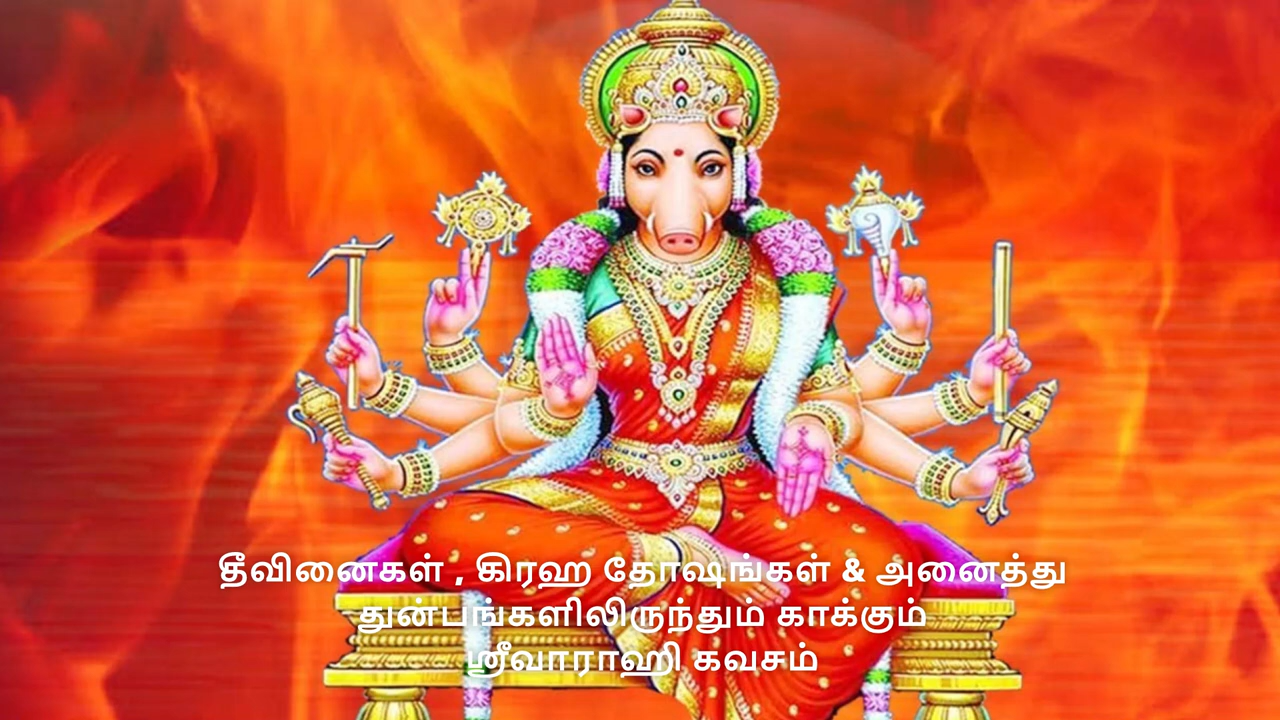 தீவினைகள் , கிரஹ தோஷங்கள் & அனைத்து
துன்பங்களிலிருந்தும் காக்கும்
ஸ்ரீவாராஹி கவசம்